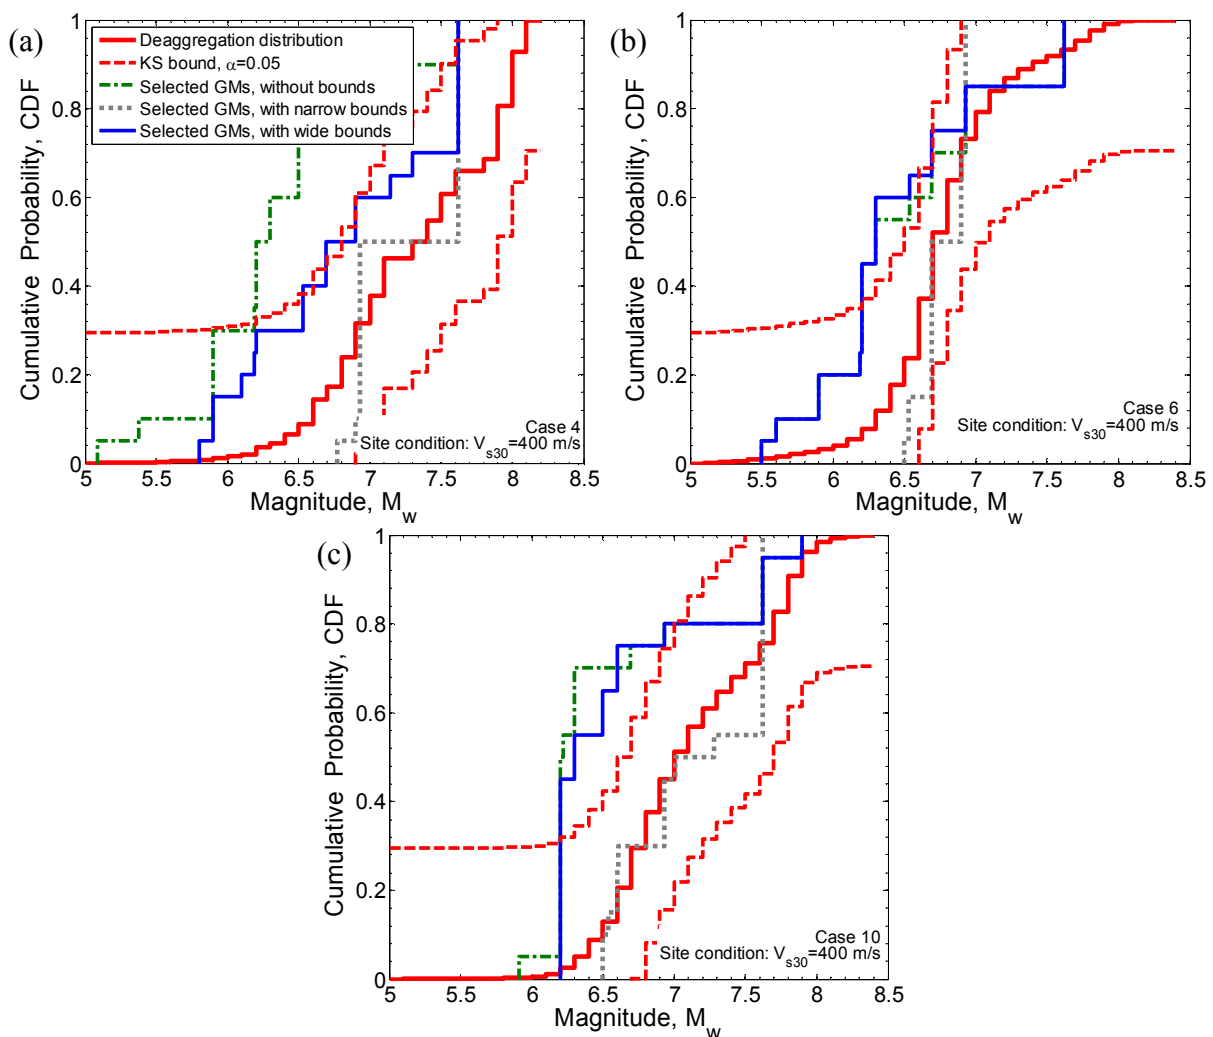 (a)
Deaggregation distribution
KS bound, α=0.05
Selected GMs, without bounds
Selected GMs, with narrow bounds
Selected GMs, with wide bounds
Cumulative Probability, CDF
1
0.8
0.6
0.4
0.2
0
Case 4
Site condition: Vs30=400 m/s
5 5.5 6 6.5 7 7.5 8 8.5
Magnitude, Mw
(b)
Cumulative Probability, CDF
1
0.8
0.6
0.4
0.2
0
Case 6
Site condition: Vs30=400 m/s
5 5.5 6 6.5 7 7.5 8 8.5
Magnitude, Mw
(c)
Cumulative Probability, CDF
1
0.8
0.6
0.4
0.2
0
Case 10
Site condition: Vs30=400 m/s
5 5.5 6 6.5 7 7.5 8 8.5
Magnitude, Mw